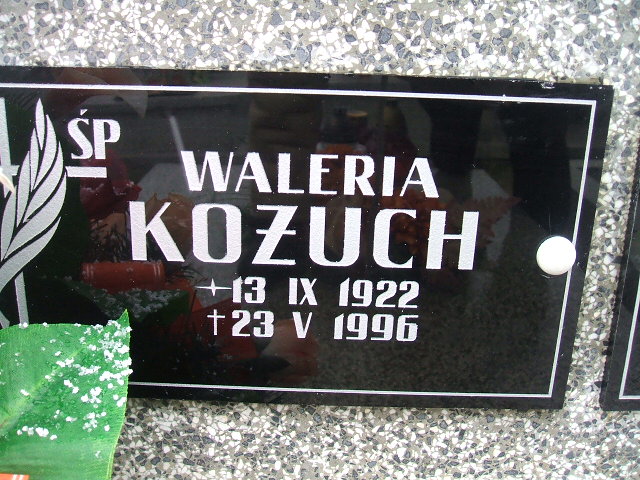 ŚP
WALERIA
KOŻUCH
13 IX 1922
†23 V 1996